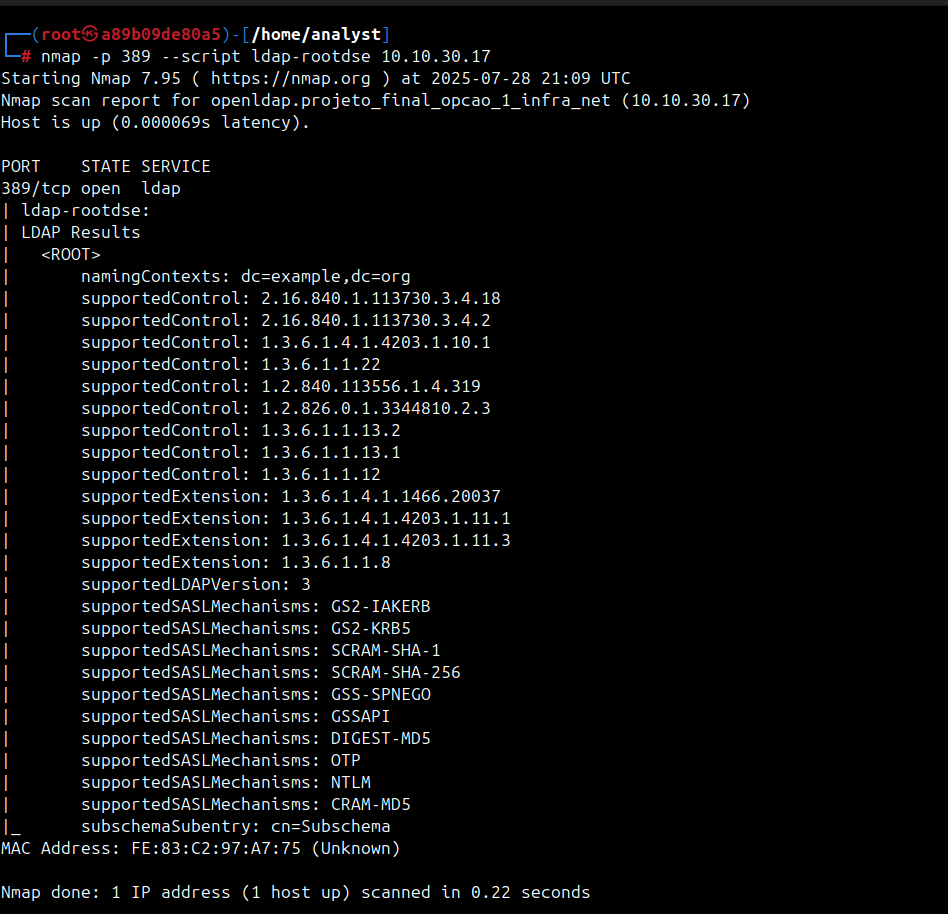 ┌──(root㉿a89b09de80a5)-[/home/analyst]
└─# nmap -p 389 --script ldap-rootdse 10.10.30.17
Starting Nmap 7.95 ( https://nmap.org ) at 2025-07-28 21:09 UTC
Nmap scan report for openldap.projeto_final_opcao_1_infra_net (10.10.30.17)
Host is up (0.000069s latency).

PORT    STATE SERVICE
389/tcp open  ldap
| ldap-rootdse:
| LDAP Results
|   <ROOT>
|       namingContexts: dc=example,dc=org
|       supportedControl: 2.16.840.1.113730.3.4.18
|       supportedControl: 2.16.840.1.113730.3.4.2
|       supportedControl: 1.3.6.1.4.1.4203.1.10.1
|       supportedControl: 1.3.6.1.1.22
|       supportedControl: 1.2.840.113556.1.4.319
|       supportedControl: 1.2.826.0.1.3344810.2.3
|       supportedControl: 1.3.6.1.1.13.2
|       supportedControl: 1.3.6.1.1.13.1
|       supportedControl: 1.3.6.1.1.12
|       supportedExtension: 1.3.6.1.4.1.1466.20037
|       supportedExtension: 1.3.6.1.4.1.4203.1.11.1
|       supportedExtension: 1.3.6.1.4.1.4203.1.11.3
|       supportedExtension: 1.3.6.1.1.8
|       supportedLDAPVersion: 3
|       supportedSASLMechanisms: GS2-IAKERB
|       supportedSASLMechanisms: GS2-KRB5
|       supportedSASLMechanisms: SCRAM-SHA-1
|       supportedSASLMechanisms: SCRAM-SHA-256
|       supportedSASLMechanisms: GSS-SPNEGO
|       supportedSASLMechanisms: GSSAPI
|       supportedSASLMechanisms: DIGEST-MD5
|       supportedSASLMechanisms: OTP
|       supportedSASLMechanisms: NTLM
|       supportedSASLMechanisms: CRAM-MD5
|_      subschemaSubentry: cn=Subschema
MAC Address: FE:83:C2:97:A7:75 (Unknown)

Nmap done: 1 IP address (1 host up) scanned in 0.22 seconds